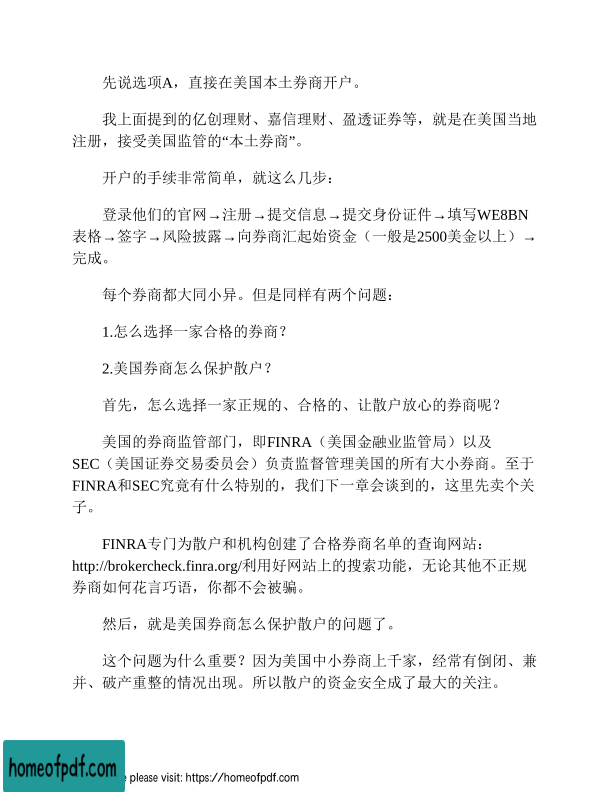 先说选项A，直接在美国本土券商开户。
我上面提到的亿创理财、嘉信理财、盈透证券等，就是在美国当地
注册，接受美国监管的“本土券商”。
开户的手续非常简单，就这么几步：
登录他们的官网→注册→提交信息→提交身份证件→填写WE8BN
表格→签字→风险披露→向券商汇起始资金（一般是2500美金以上）→
完成。
每个券商都大同小异。但是同样有两个问题：
1.怎么选择一家合格的券商？
2.美国券商怎么保护散户？
首先，怎么选择一家正规的、合格的、让散户放心的券商呢？
美国的券商监管部门，即FINRA（美国金融业监管局）以及
SEC（美国证券交易委员会）负责监督管理美国的所有大小券商。至于
FINRA和SEC究竟有什么特别的，我们下一章会谈到的，这里先卖个关
子。
FINRA专门为散户和机构创建了合格券商名单的查询网站：
http://brokercheck.finra.org/利用好网站上的搜索功能，无论其他不正规
券商如何花言巧语，你都不会被骗。
然后，就是美国券商怎么保护散户的问题了。
这个问题为什么重要？因为美国中小券商上千家，经常有倒闭、兼
并、破产重整的情况出现。所以散户的资金安全成了最大的关注。
homeofpdf.com
e please visit: https://homeofpdf.com